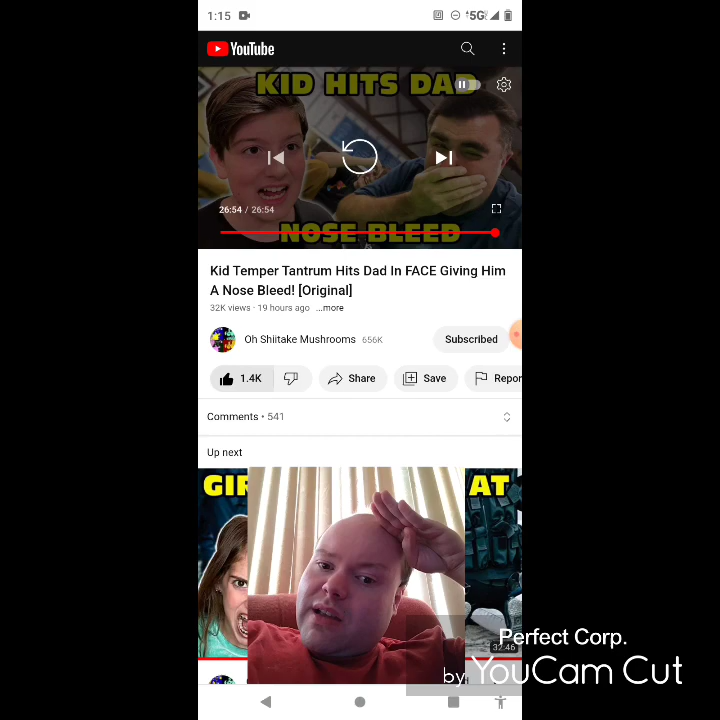 1:15
5G
YouTube
KID HITS DAD
26:54 / 26:54
NOSE BLEED
Kid Temper Tantrum Hits Dad In FACE Giving Him
A Nose Bleed! [Original]
32K views · 19 hours ago ...more
Oh Shiitake Mushrooms 656K
Subscribed
1.4K
Share
Save
Repor
Comments • 541
Up next
GIR
AT
32:46
Perfect Corp.
by YouCam Cut